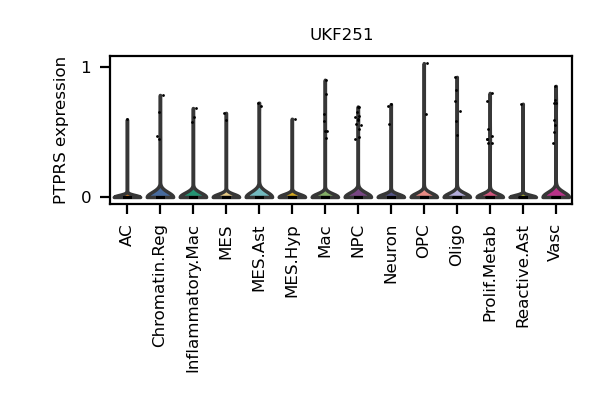 UKF251
PTPRS expression
1
0
AC
Chromatin.Reg
Inflammatory.Mac
MES
MES.Ast
MES.Hyp
Mac
NPC
Neuron
OPC
Oligo
Prolif.Metab
Reactive.Ast
Vasc